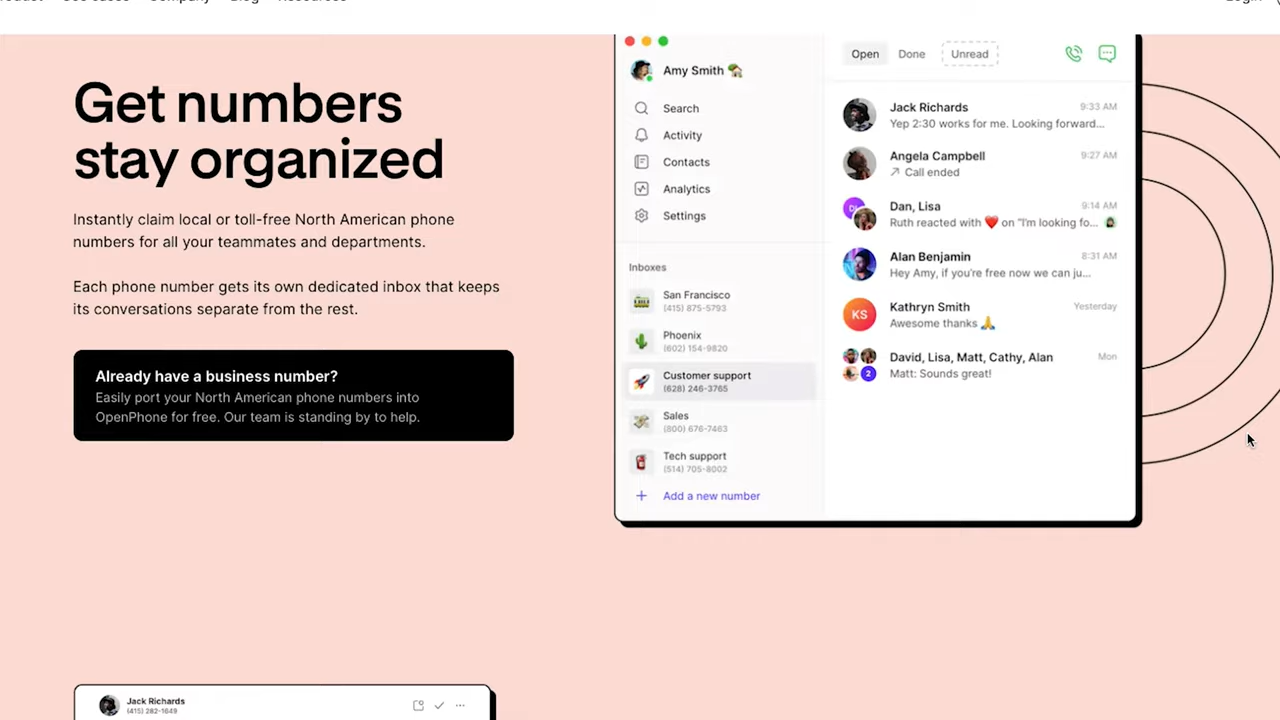 Get numbers
stay organized
Instantly claim local or toll-free North American phone
numbers for all your teammates and departments.
Each phone number gets its own dedicated inbox that keeps
its conversations separate from the rest.
Already have a business number?
Easily port your North American phone numbers into
OpenPhone for free. Our team is standing by to help.
Amy Smith
Search
Activity
Contacts
Analytics
Settings
Inboxes
San Francisco
(415) 875-5793
Phoenix
(602) 154-9820
Customer support
(628) 246-3765
Sales
(800) 676-7463
Tech support
(514) 705-8002
+ Add a new number
Open Done Unread
Jack Richards 9:33 AM
Yep 2:30 works for me. Looking forward...
Angela Campbell 9:27 AM
Call ended
Dan, Lisa 9:14 AM
Ruth reacted with ❤️ on "I'm looking fo...
Alan Benjamin 8:31 AM
Hey Amy, if you're free now we can ju...
KS
Kathryn Smith Yesterday
Awesome thanks 🙏
David, Lisa, Matt, Cathy, Alan Mon
2
Matt: Sounds great!
Jack Richards
(415) 282-1649